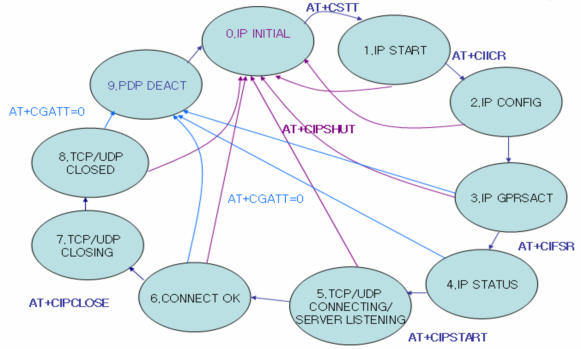 AT+CSTT
0,IP INITIAL
1,IP START
AT+CIICR
9,PDP DEACT
2,IP CONFIG
AT+CGATT=0
AT+CIPSHUT
8,TCP/UDP
CLOSED
3,IP GPRSACT
AT+CGATT=0
7,TCP/UDP
CLOSING
AT+CIFSR
4,IP STATUS
6,CONNECT OK
5,TCP/UDP
CONNECTING/
SERVER LISTENING
AT+CIPCLOSE
AT+CIPSTART